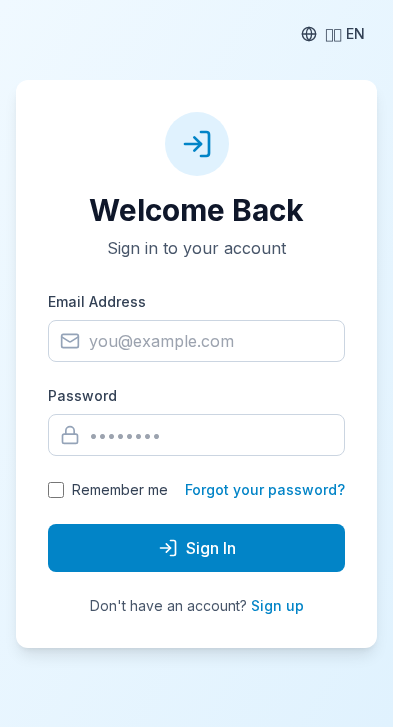 EN
Welcome Back
Sign in to your account
Email Address
you@example.com
Password
••••••••
Remember me Forgot your password?
Sign In
Don't have an account? Sign up